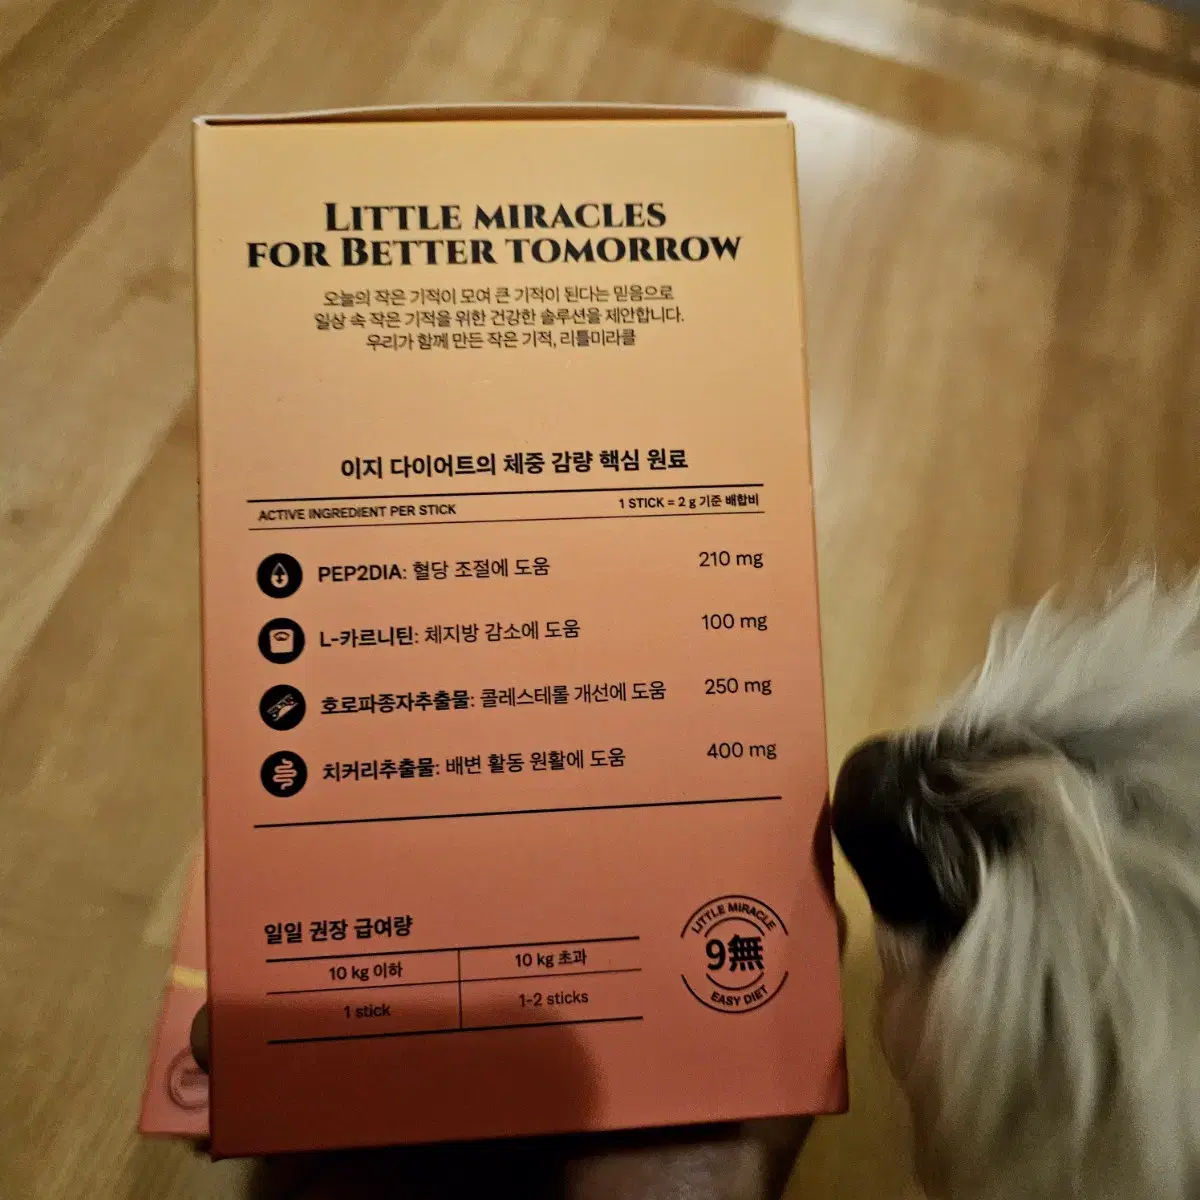 LITTLE MIRACLES
FOR BETTER TOMORROW
오늘의 작은 기적이 모여 큰 기적이 된다는 믿음으로
일상 속 작은 기적을 위한 건강한 솔루션을 제안합니다.
우리가 함께 만든 작은 기적, 리틀미라클
이지 다이어트의 체중 감량 핵심 원료
ACTIVE INGREDIENT PER STICK 1 STICK = 2 g 기준 배합비
PEP2DIA: 혈당 조절에 도움 210 mg
L-카르니틴: 체지방 감소에 도움 100 mg
호로파종자추출물: 콜레스테롤 개선에 도움 250 mg
치커리추출물: 배변 활동 원활에 도움 400 mg
일일 권장 급여량
10 kg 이하 10 kg 초과
1 stick 1-2 sticks
LITTLE MIRACLE
9無
EASY DIET